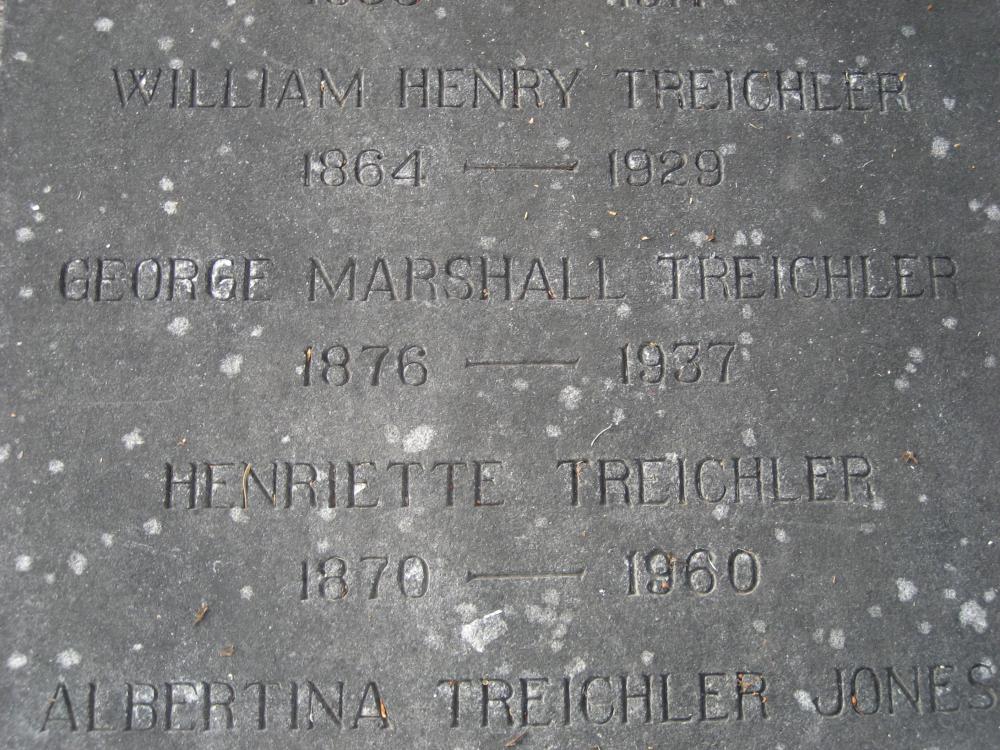 WILLIAM HENRY TREICHLER
1864 — 1929
GEORGE MARSHALL TREICHLER
1876 — 1937
HENRIETTE TREICHLER
1870 — 1960
ALBERTINA TREICHLER JONES